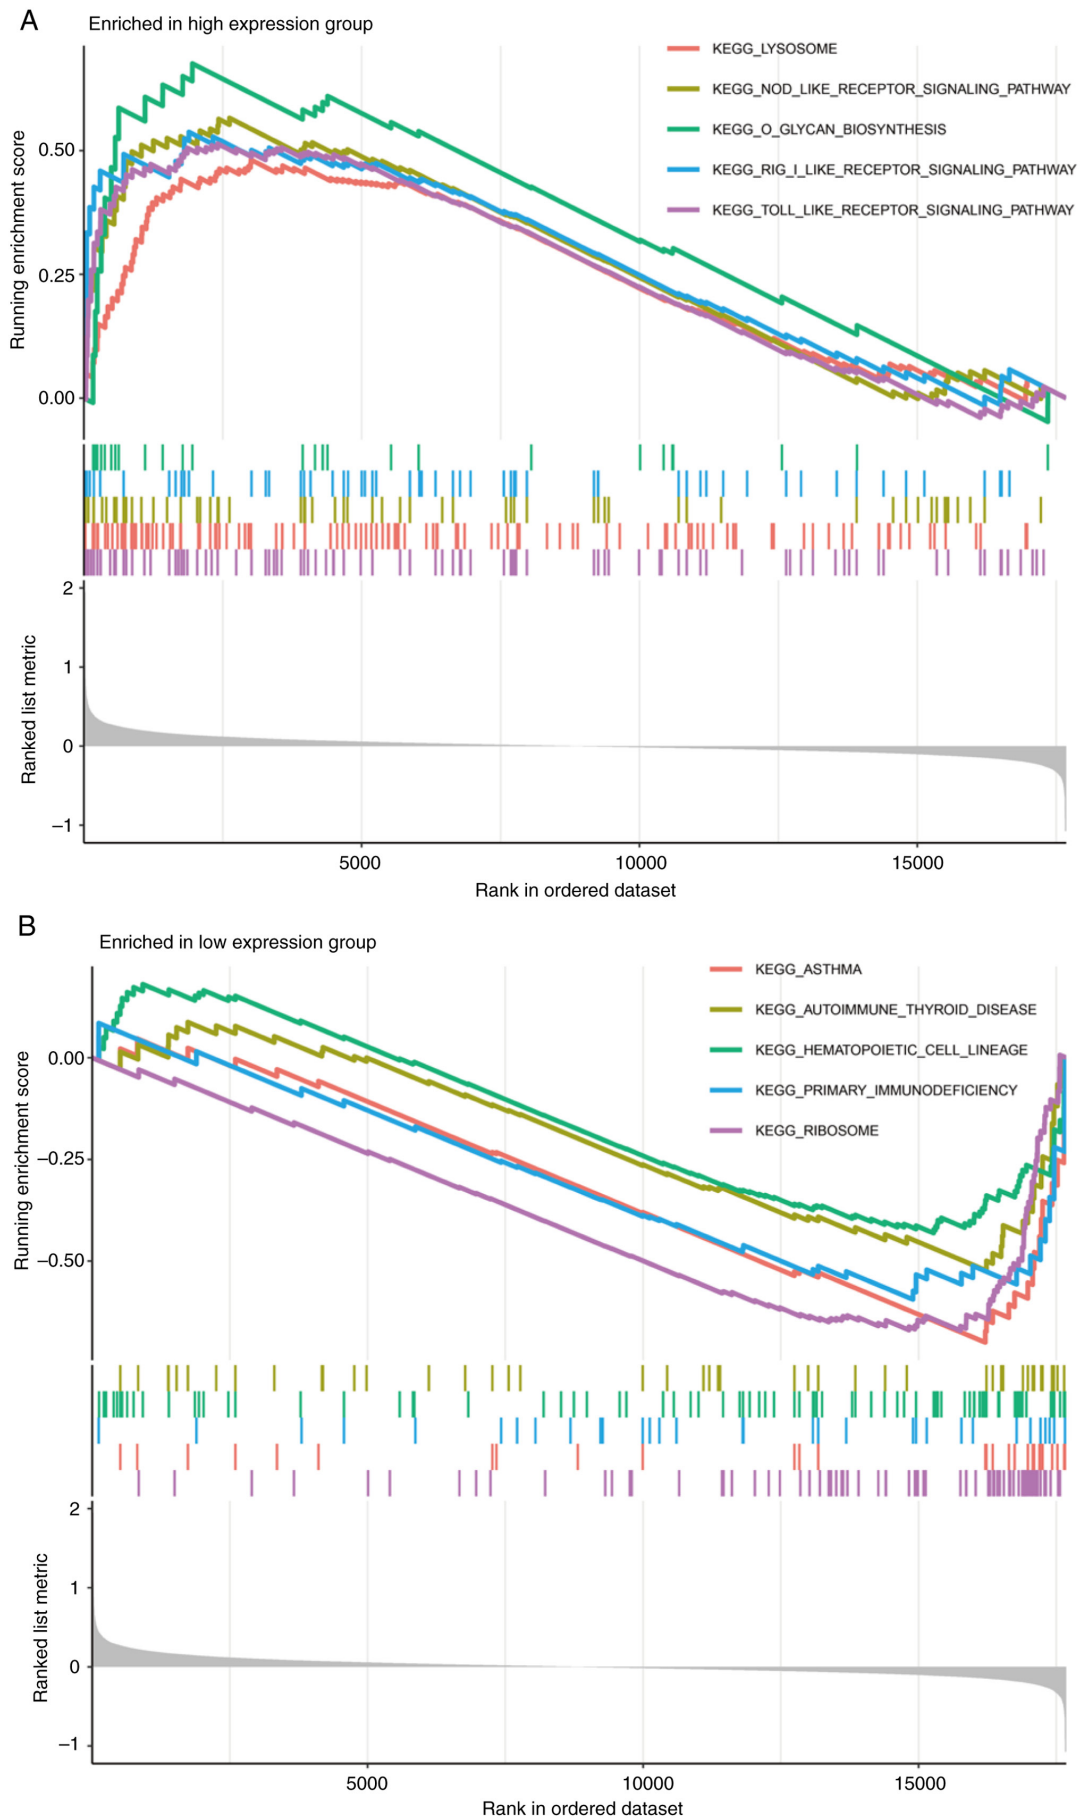 A
Enriched in high expression group
KEGG_LYSOSOME
KEGG_NOD_LIKE_RECEPTOR_SIGNALING_PATHWAY
KEGG_O_GLYCAN_BIOSYNTHESIS
KEGG_RIG_I_LIKE_RECEPTOR_SIGNALING_PATHWAY
KEGG_TOLL_LIKE_RECEPTOR_SIGNALING_PATHWAY
Running enrichment score
0.50
0.25
0.00
Ranked list metric
2
1
0
−1
5000 10000 15000
Rank in ordered dataset
B
Enriched in low expression group
KEGG_ASTHMA
KEGG_AUTOIMMUNE_THYROID_DISEASE
KEGG_HEMATOPOIETIC_CELL_LINEAGE
KEGG_PRIMARY_IMMUNODEFICIENCY
KEGG_RIBOSOME
Running enrichment score
0.00
−0.25
−0.50
Ranked list metric
2
1
0
−1
5000 10000 15000
Rank in ordered dataset